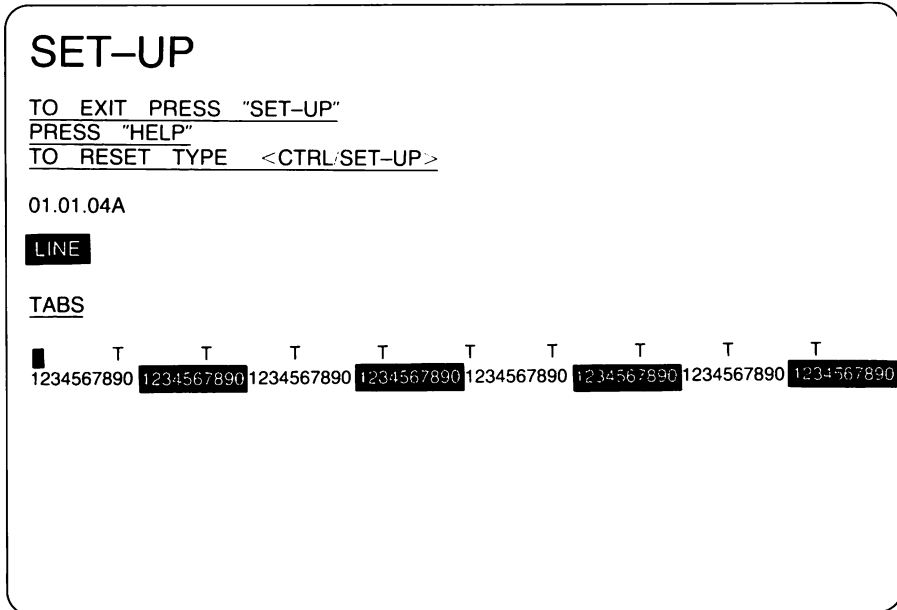 SET–UP
TO EXIT PRESS "SET–UP"
PRESS "HELP"
TO RESET TYPE <CTRL/SET–UP>
01.01.04A
LINE
TABS
T T T T T T T T T
1234567890 1234567890 1234567890 1234567890 1234567890 1234567890 1234567890 1234567890